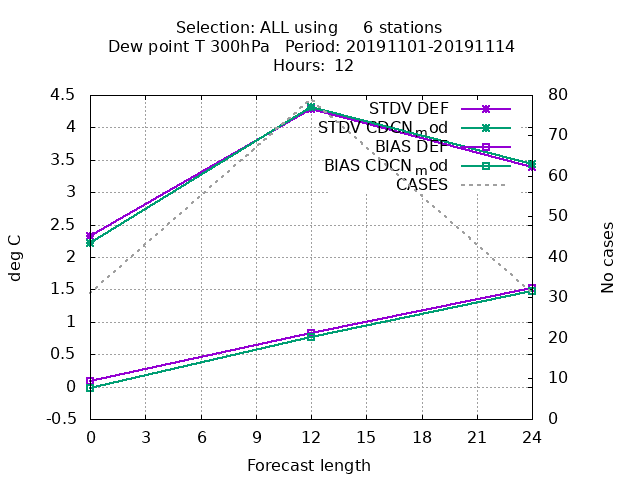 Selection: ALL using     6 stations
Dew point T 300hPa   Period: 20191101-20191114
Hours: 12
4.5
4
3.5
3
2.5
2
1.5
1
0.5
0
-0.5
deg C
STDV DEF
STDV CDCN_mod
BIAS DEF
BIAS CDCN_mod
CASES
80
70
60
50
40
30
20
10
0
No cases
0 3 6 9 12 15 18 21 24
Forecast length